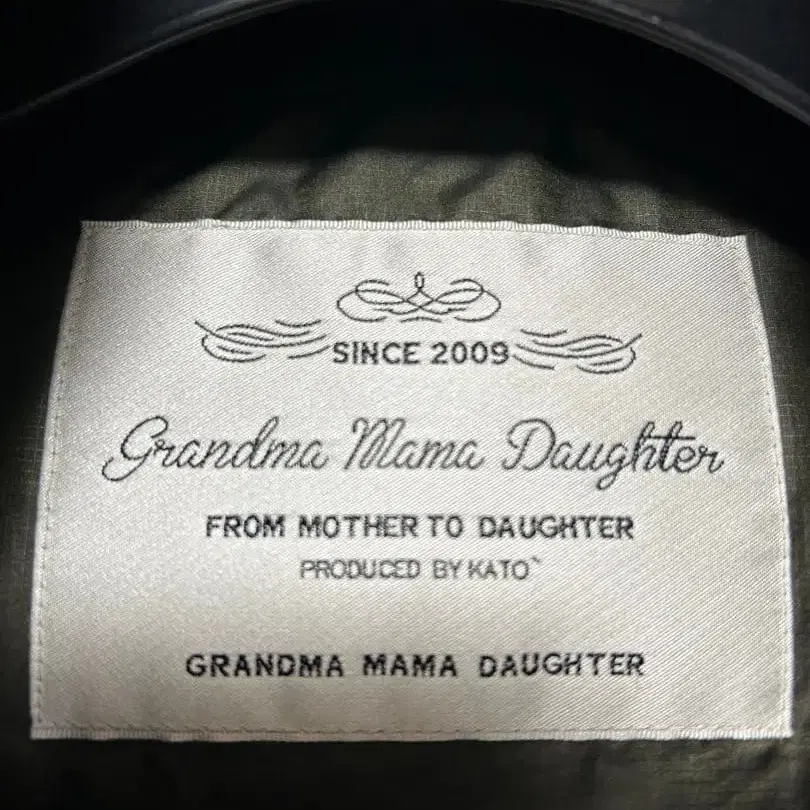 SINCE 2009
Grandma Mama Daughter
FROM MOTHER TO DAUGHTER
PRODUCED BY KATO`
GRANDMA MAMA DAUGHTER